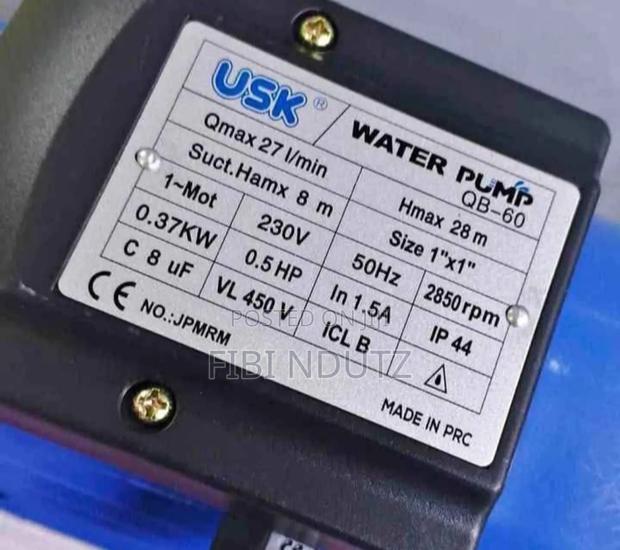 USK ® WATER PUMP
QB-60
Qmax 27 l/min Hmax 28 m
Suct.Hamx 8 m Size 1"x1"
1~Mot 230V 50Hz 2850rpm
0.37KW 0.5 HP In 1.5A IP 44
C 8 uF VL 450 V ICL B
CE NO.:JPMRM
MADE IN PRC
POSTED ON jiji
FIBI NDUTZ